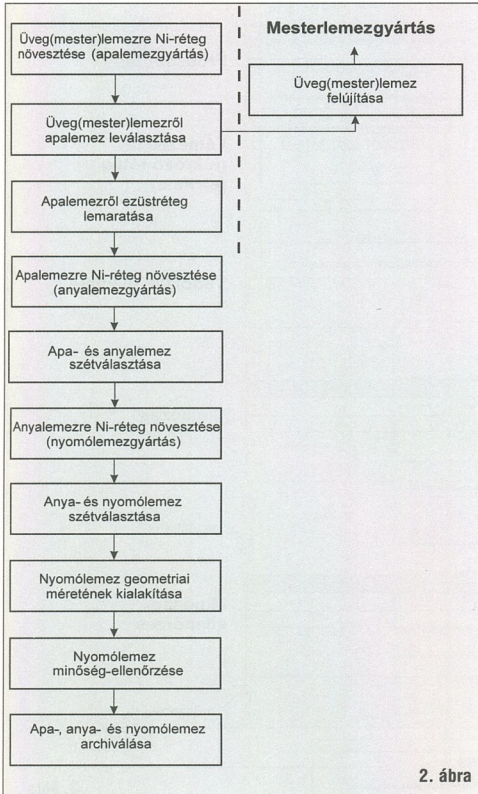 Üveg(mester)lemezre Ni-réteg
növesztése (apalemezgyártás)
Mesterlemezgyártás
Üveg(mester)lemez
felújítása
Üveg(mester)lemezről
apalemez leválasztása
Apalemezről ezüstréteg
lemaratása
Apalemezre Ni-réteg növesztése
(anyalemezgyártás)
Apa- és anyalemez
szétválasztása
Anyalemezre Ni-réteg növesztése
(nyomólemezgyártás)
Anya- és nyomólemez
szétválasztása
Nyomólemez geometriai
méretének kialakítása
Nyomólemez
minőség-ellenőrzése
Apa-, anya- és nyomólemez
archiválása
2. ábra